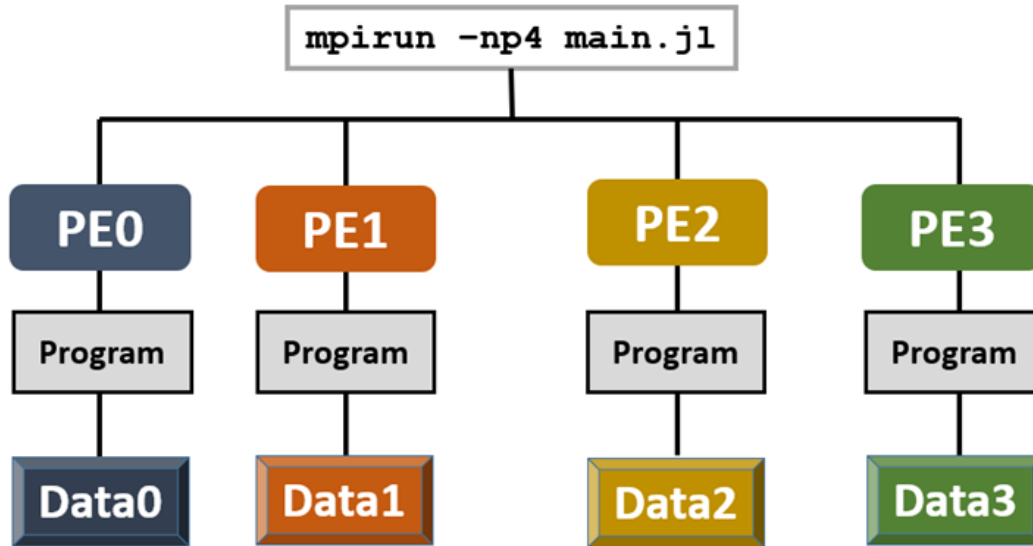 mpirun –np4 main.jl
PE0 PE1 PE2 PE3
Program Program Program Program
Data0 Data1 Data2 Data3